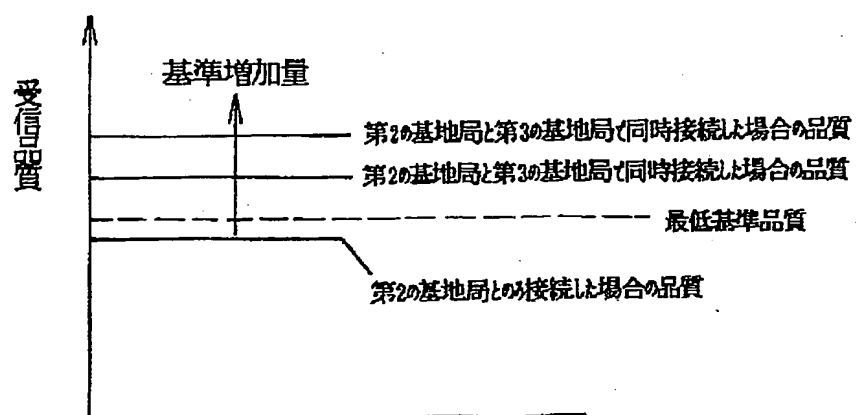 受信品質
基準増加量
第2の基地局と第3の基地局で同時接続した場合の品質
第2の基地局と第3の基地局で同時接続した場合の品質
最低基準品質
第2の基地局とのみ接続した場合の品質